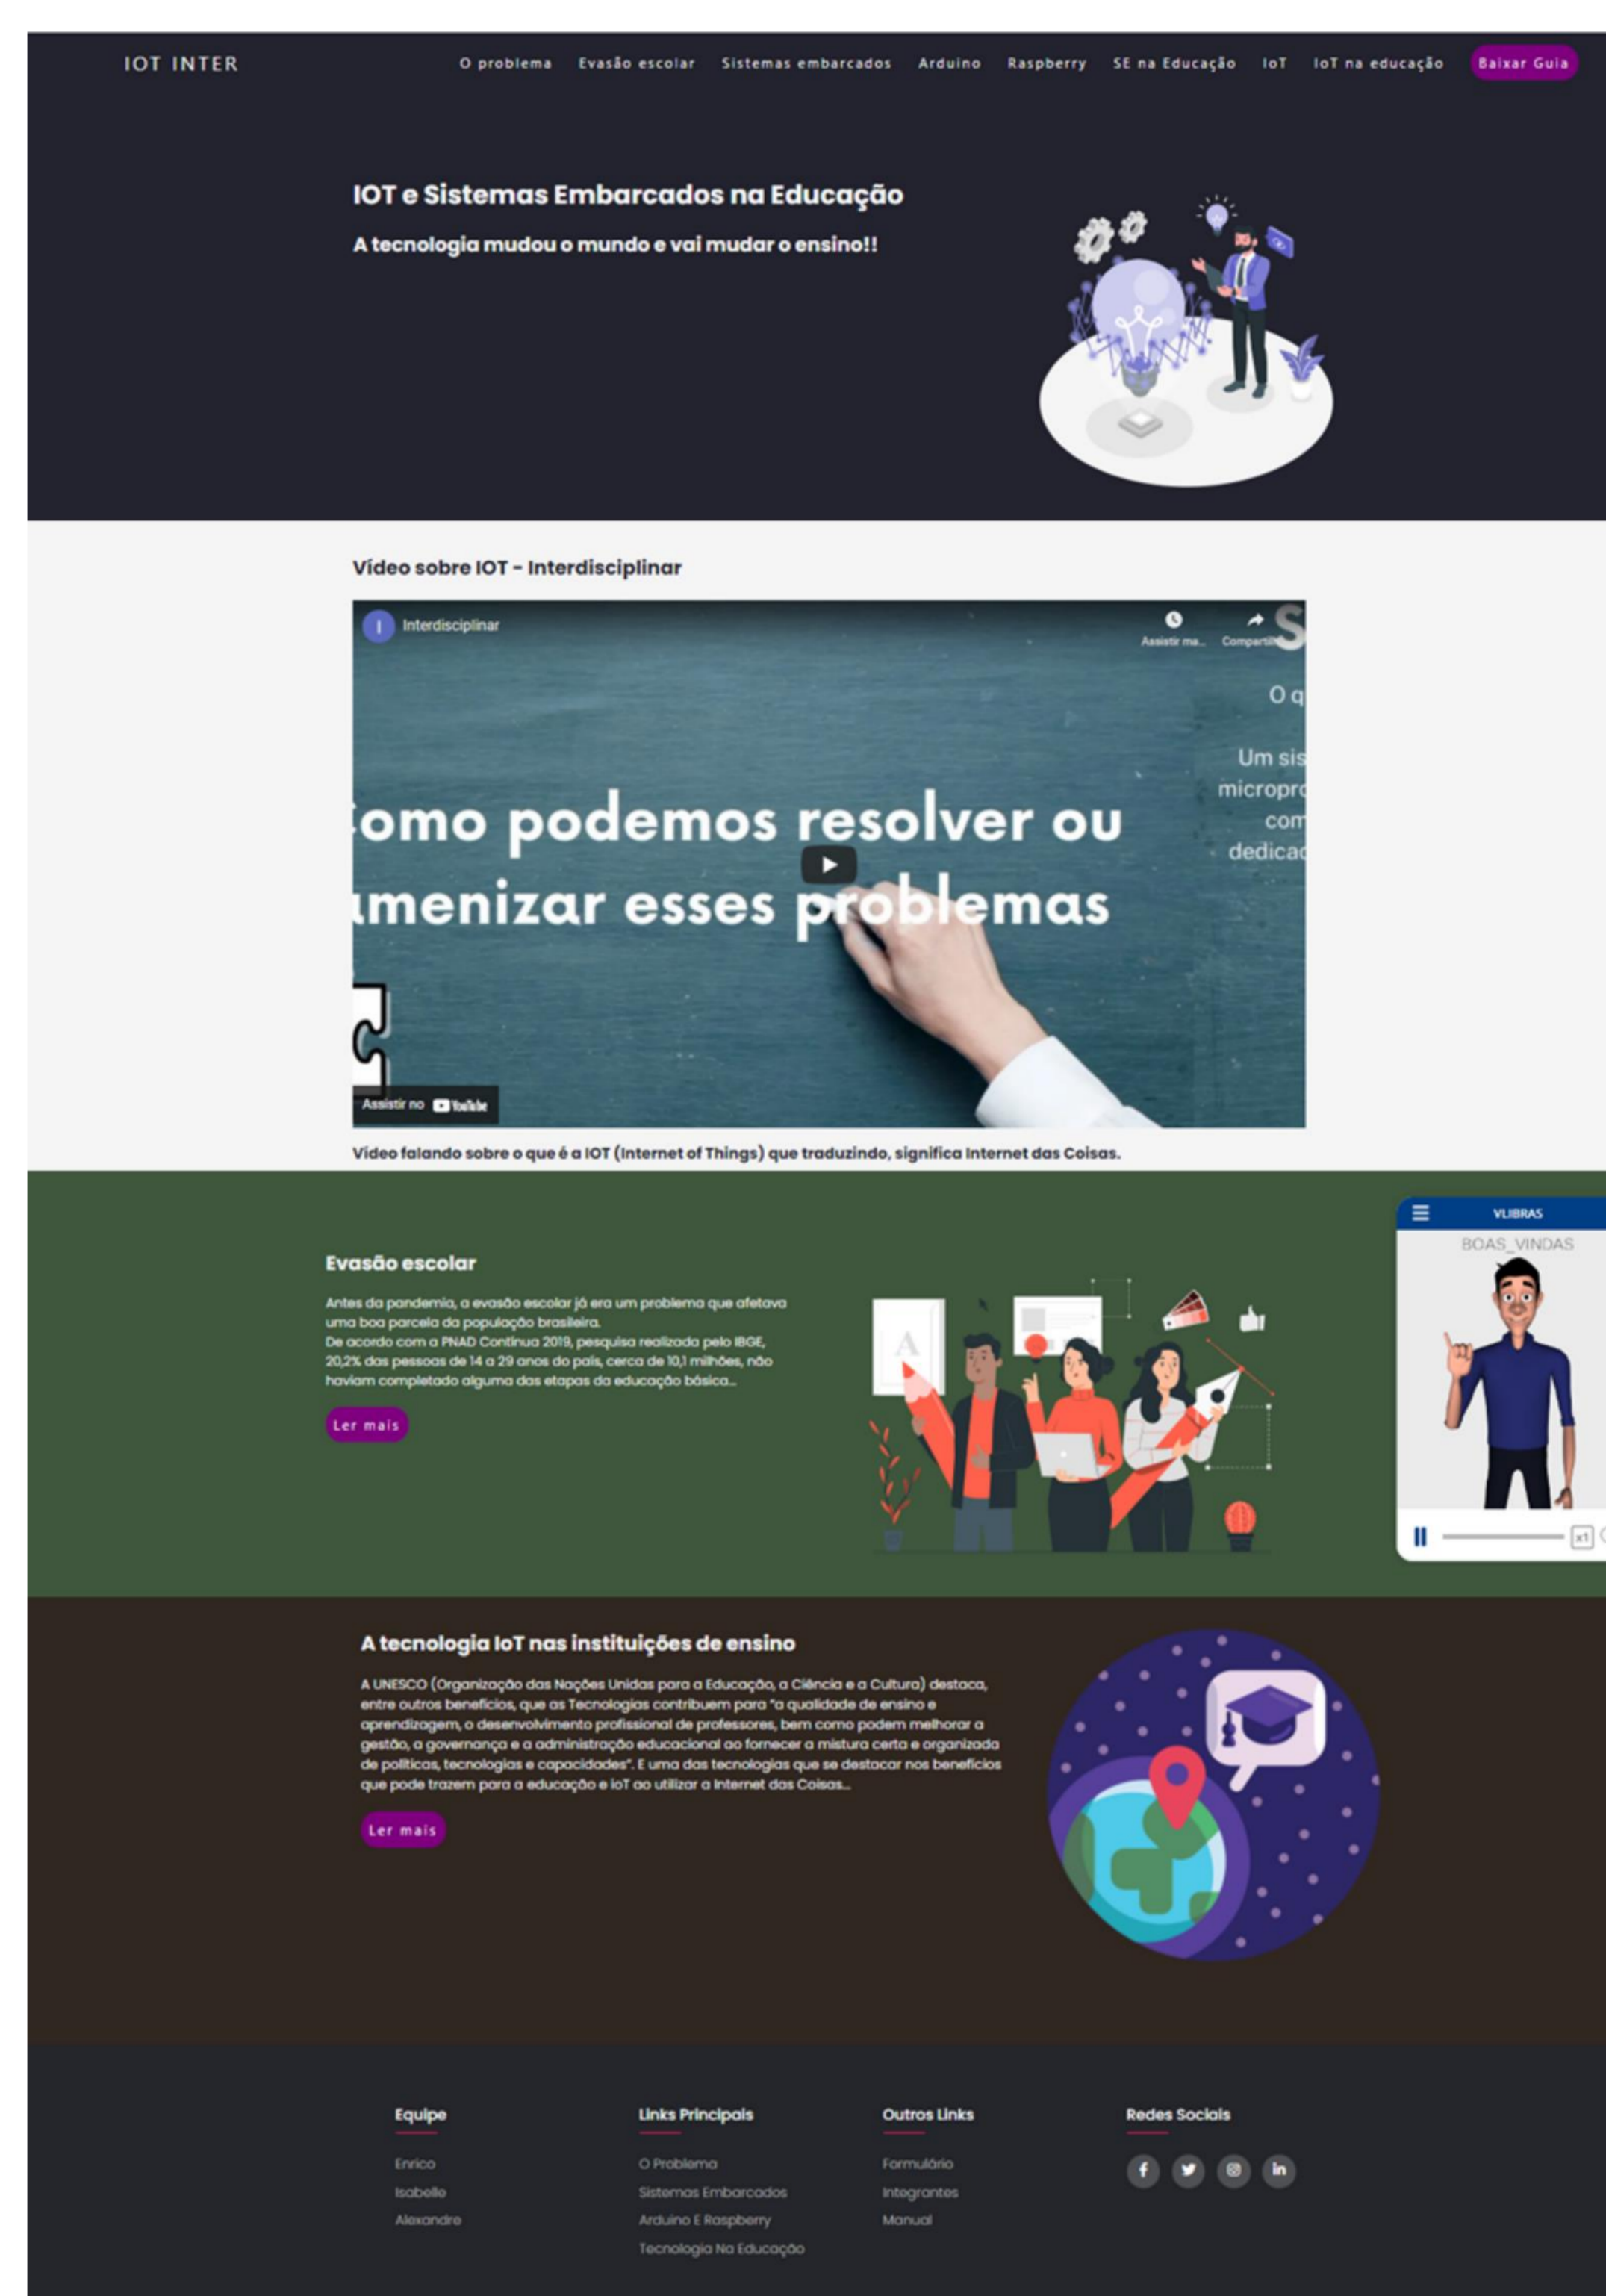 IOT INTER
O problema Evasão escolar Sistemas embarcados Arduino Raspberry SE na Educação IoT IoT na educação Baixar Guia
IOT e Sistemas Embarcados na Educação
A tecnologia mudou o mundo e vai mudar o ensino!!
Vídeo sobre IOT - Interdisciplinar
I Interdisciplinar
Assistir ma... Compartil
S
O q
Um sis
micropro
com
dedicad
omo podemos resolver ou
menizar esses problemas
Assistir no YouTube
Vídeo falando sobre o que é a IOT (Internet of Things) que traduzindo, significa Internet das Coisas.
VLIBRAS
BOAS_VINDAS
x1
Evasão escolar
Antes da pandemia, a evasão escolar já era um problema que afetava
uma boa parcela da população brasileira.
De acordo com a PNAD Contínua 2019, pesquisa realizada pelo IBGE,
20,2% das pessoas de 14 a 29 anos do país, cerca de 10,1 milhões, não
haviam completado alguma das etapas da educação básica...
Ler mais
A
A tecnologia IoT nas instituições de ensino
A UNESCO (Organização das Nações Unidas para a Educação, a Ciência e a Cultura) destaca,
entre outros benefícios, que as Tecnologias contribuem para "a qualidade de ensino e
aprendizagem, o desenvolvimento profissional de professores, bem como podem melhorar a
gestão, a governança e a administração educacional ao fornecer a mistura certa e organizada
de políticas, tecnologias e capacidades". E uma das tecnologias que se destacar nos benefícios
que pode trazem para a educação e ioT ao utilizar a Internet das Coisas...
Ler mais
Equipe
Enrico
Isabelle
Alexandre
Links Principais
O Problema
Sistemas Embarcados
Arduino E Raspberry
Tecnologia Na Educação
Outros Links
Formulário
Integrantes
Manual
Redes Sociais